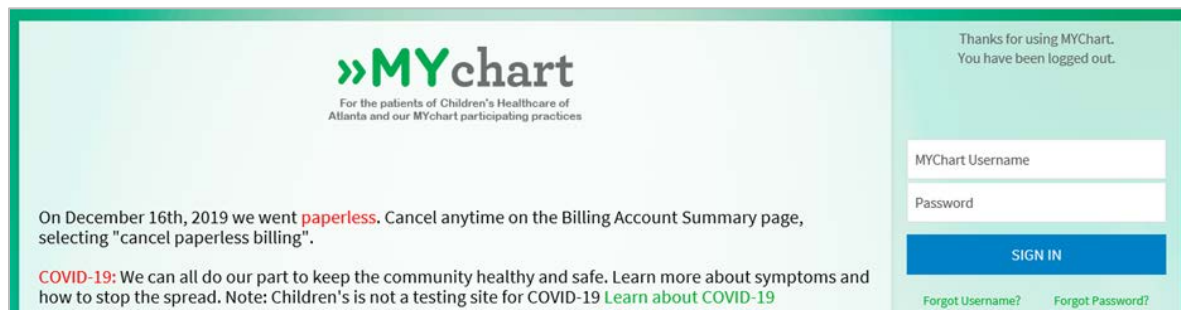 »MYchart
For the patients of Children's Healthcare of
Atlanta and our MYchart participating practices
On December 16th, 2019 we went paperless. Cancel anytime on the Billing Account Summary page,
selecting "cancel paperless billing".
COVID-19: We can all do our part to keep the community healthy and safe. Learn more about symptoms and
how to stop the spread. Note: Children's is not a testing site for COVID-19 Learn about COVID-19
Thanks for using MYChart.
You have been logged out.
MYChart Username
Password
SIGN IN
Forgot Username? Forgot Password?